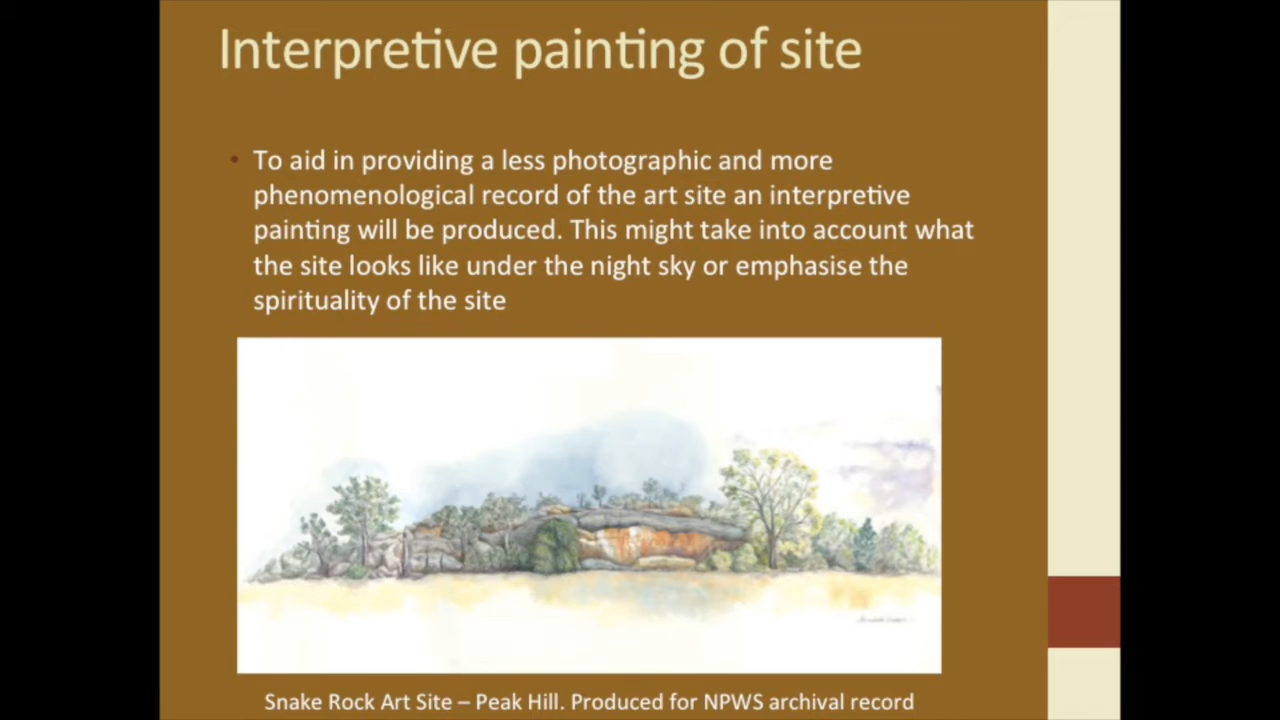 Interpretive painting of site
• To aid in providing a less photographic and more
phenomenological record of the art site an interpretive
painting will be produced. This might take into account what
the site looks like under the night sky or emphasise the
spirituality of the site
Snake Rock Art Site – Peak Hill. Produced for NPWS archival record